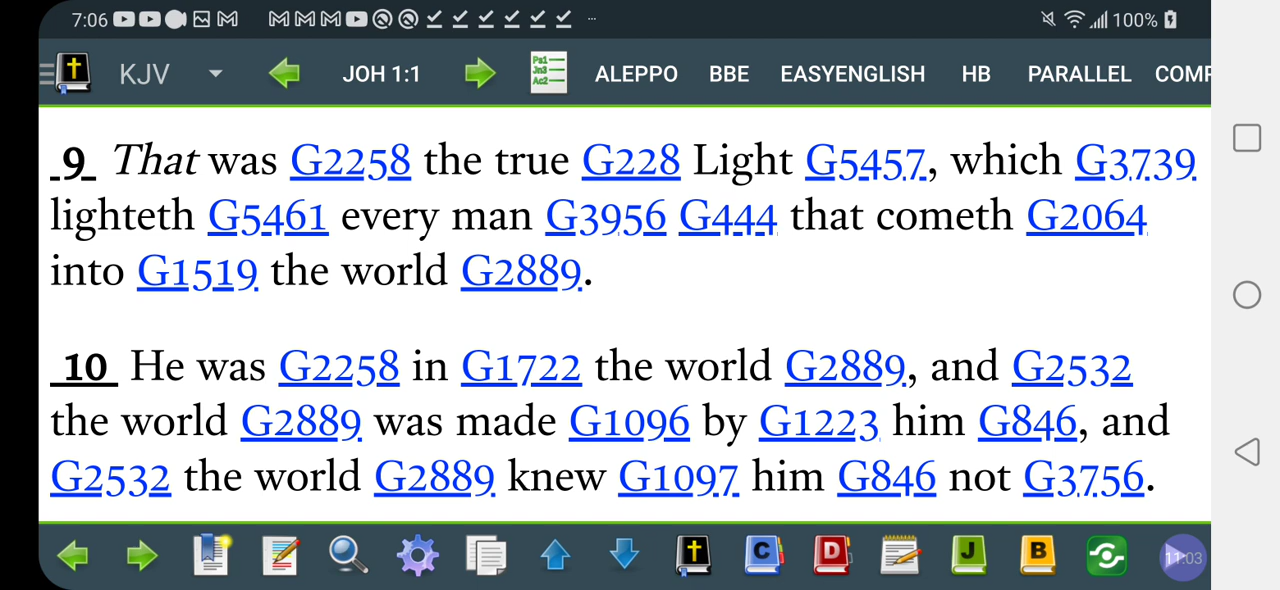 7:06 100%
KJV JOH 1:1 Ps1 Jn3 Ac2 ALEPPO BBE EASYENGLISH HB PARALLEL COMP
9 That was G2258 the true G228 Light G5457, which G3739
lighteth G5461 every man G3956 G444 that cometh G2064
into G1519 the world G2889.
10 He was G2258 in G1722 the world G2889, and G2532
the world G2889 was made G1096 by G1223 him G846, and
G2532 the world G2889 knew G1097 him G846 not G3756.
C D J B 11:03